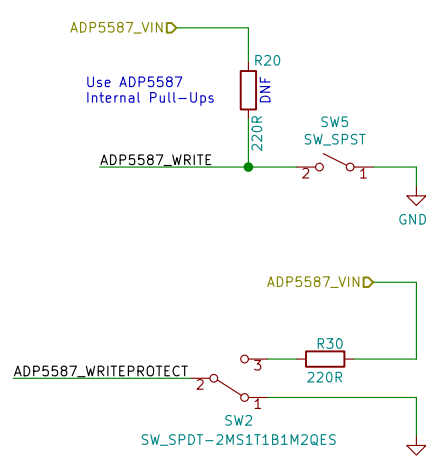 ADP5587_VIN
R20
Use ADP5587
Internal Pull-Ups
DNF
220R
SW5
SW_SPST
ADP5587_WRITE
2
1
GND
ADP5587_VIN
R30
3
220R
ADP5587_WRITEPROTECT
2
1
SW2
SW_SPDT-2MS1T1B1M2QES